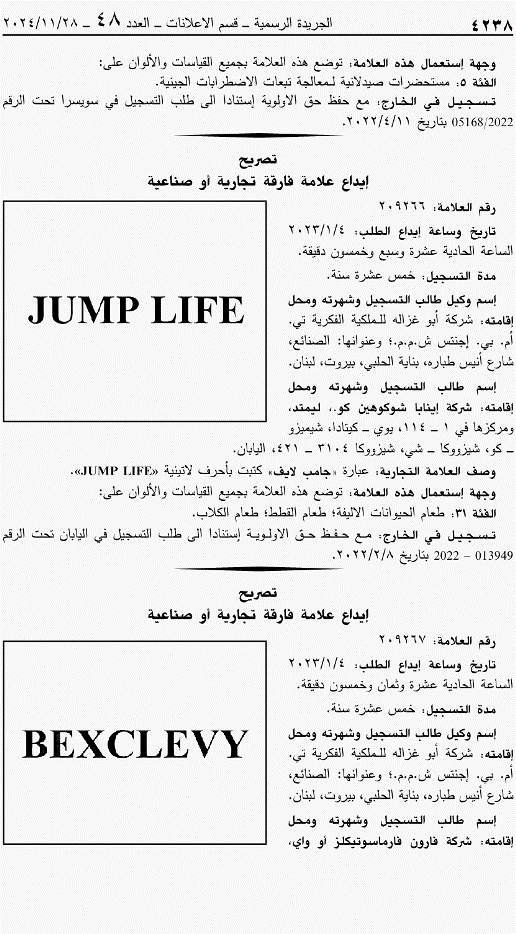 ٤٢٣٨
الجريدة الرسمية ـ قسم الاعلانات ـ العدد ٤٨ ـ ٢٠٢٤/١١/٢٨
وجهة إستعمال هذه العلامة: توضع هذه العلامة بجميع القياسات والألوان على:
الفئة ٥: مستحضرات صيدلانية لمعالجة تبعات الاضطرابات الجينية.
تسجيل في الخارج: مع حفظ حق الاولوية إستنادا الى طلب التسجيل في سويسرا تحت الرقم
05168/2022 بتاريخ ٢٠٢٢/٤/١١.
تصريح
إيداع علامة فارقة تجارية أو صناعية
رقم العلامة: ٢٠٩٢٦٦
تاريخ وساعة إيداع الطلب: ٢٠٢٣/١/٤
الساعة الحادية عشرة وسبع وخمسون دقيقة.
مدة التسجيل: خمس عشرة سنة.
إسم وكيل طالب التسجيل وشهرته ومحل
إقامته: شركة أبو غزاله للملكية الفكرية تي.
أم. بي. إجنتس ش.م.م.؛ وعنوانها: الصنائع،
شارع أنيس طباره، بناية الحلبي، بيروت، لبنان.
إسم طالب التسجيل وشهرته ومحل
إقامته: شركة إينابا شوكوهين كو.، ليمتد،
ومركزها في ١ ـ ١١٤، يوي ـ كيتادا، شيميزو
ـ كو، شيزووكا ـ شي، شيزووكا ٣١٠٤ ـ ٤٢١، اليابان.
JUMP LIFE
وصف العلامة التجارية: عبارة «جامب لايف» كتبت بأحرف لاتينية «JUMP LIFE».
وجهة إستعمال هذه العلامة: توضع هذه العلامة بجميع القياسات والألوان على:
الفئة ٣١: طعام الحيوانات الاليفة؛ طعام القطط؛ طعام الكلاب.
تسجيل في الخارج: مع حفظ حق الاولوية إستنادا الى طلب التسجيل في اليابان تحت الرقم
013949 – 2022 بتاريخ ٢٠٢٢/٢/٨.
تصريح
إيداع علامة فارقة تجارية أو صناعية
رقم العلامة: ٢٠٩٢٦٧
تاريخ وساعة إيداع الطلب: ٢٠٢٣/١/٤
الساعة الحادية عشرة وثمان وخمسون دقيقة.
مدة التسجيل: خمس عشرة سنة.
إسم وكيل طالب التسجيل وشهرته ومحل
إقامته: شركة أبو غزاله للملكية الفكرية تي.
أم. بي. إجنتس ش.م.م.؛ وعنوانها: الصنائع،
شارع أنيس طباره، بناية الحلبي، بيروت، لبنان.
إسم طالب التسجيل وشهرته ومحل
إقامته: شركة فارون فارماسوتيكلز أو واي،
BEXCLEVY